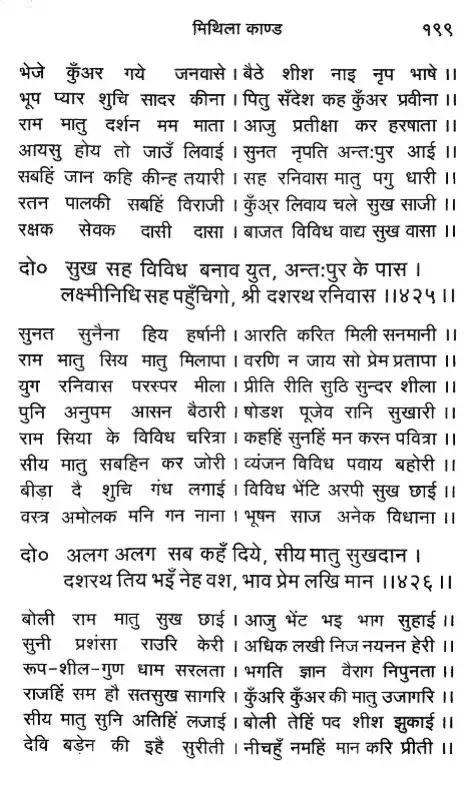 मिथिला काण्ड १९९
भेजे कुँअर गये जनवासे । बैठे शीश नाइ नृप भाषे ।।
भूप प्यार शुचि सादर कीना । पितु सँदेश कह कुँअर प्रवीना ।।
राम मातु दर्शन मम माता । आजु प्रतीक्षा कर हरषाता ।।
आयसु होय तो जाउँ लिवाई । सुनत नृपति अन्त:पुर आई ।।
सबहिं जान कहि कीन्ह तयारी । सह रनिवास मातु पगु धारी ।।
रतन पालकी सबहिं विराजी । कुँअर लिवाय चले सुख साजी ।।
रक्षक सेवक दासी दासा । बाजत विविध वाद्य सुख वासा ।।
दो० सुख सह विविध बनाव युत, अन्त:पुर के पास ।
लक्ष्मीनिधि सह पहुँचिगो, श्री दशरथ रनिवास ।।४२५ ।।
सुनत सुनैना हिय हर्षानी । आरति करित मिली सनमानी ।।
राम मातु सिय मातु मिलापा । वरणि न जाय सो प्रेम प्रतापा ।।
युग रनिवास परस्पर मीला । प्रीति रीति सुठि सुन्दर शीला ।।
पुनि अनुपम आसन बैठारी । षोडश पूजेव रानि सुखारी ।।
राम सिया के विविध चरित्रा । कहहिं सुनहिं मन करन पवित्रा ।।
सीय मातु सबहिन कर जोरी । व्यंजन विविध पवाय बहोरी ।।
बीड़ा दै शुचि गंध लगाई । विविध भेंटि अरपी सुख छाई ।।
वस्त्र अमोलक मनि गन नाना । भूषन साज अनेक विधाना ।।
दो० अलग अलग सब कहँ दिये, सीय मातु सुखदान ।
दशरथ तिय भइँ नेह वश, भाव प्रेम लखि मान ।।४२६ ।।
बोली राम मातु सुख छाई । आजु भेंट भइ भाग सुहाई ।।
सुनी प्रशंसा राउरि केरी । अधिक लखी निज नयनन हेरी ।।
रूप-शील-गुण धाम सरलता । भगति ज्ञान वैराग निपुनता ।।
राजहिं सम हौ सतसुख सागरि । कुँअरि कुँअर की मातु उजागरि ।।
सीय मातु सुनि अतिहिं लजाई । बोली तेहिं पद शीश झुकाई ।।
देवि बड़ेन की इहै सुरीती । नीचहुँ नमहिं मान करि प्रीती ।।